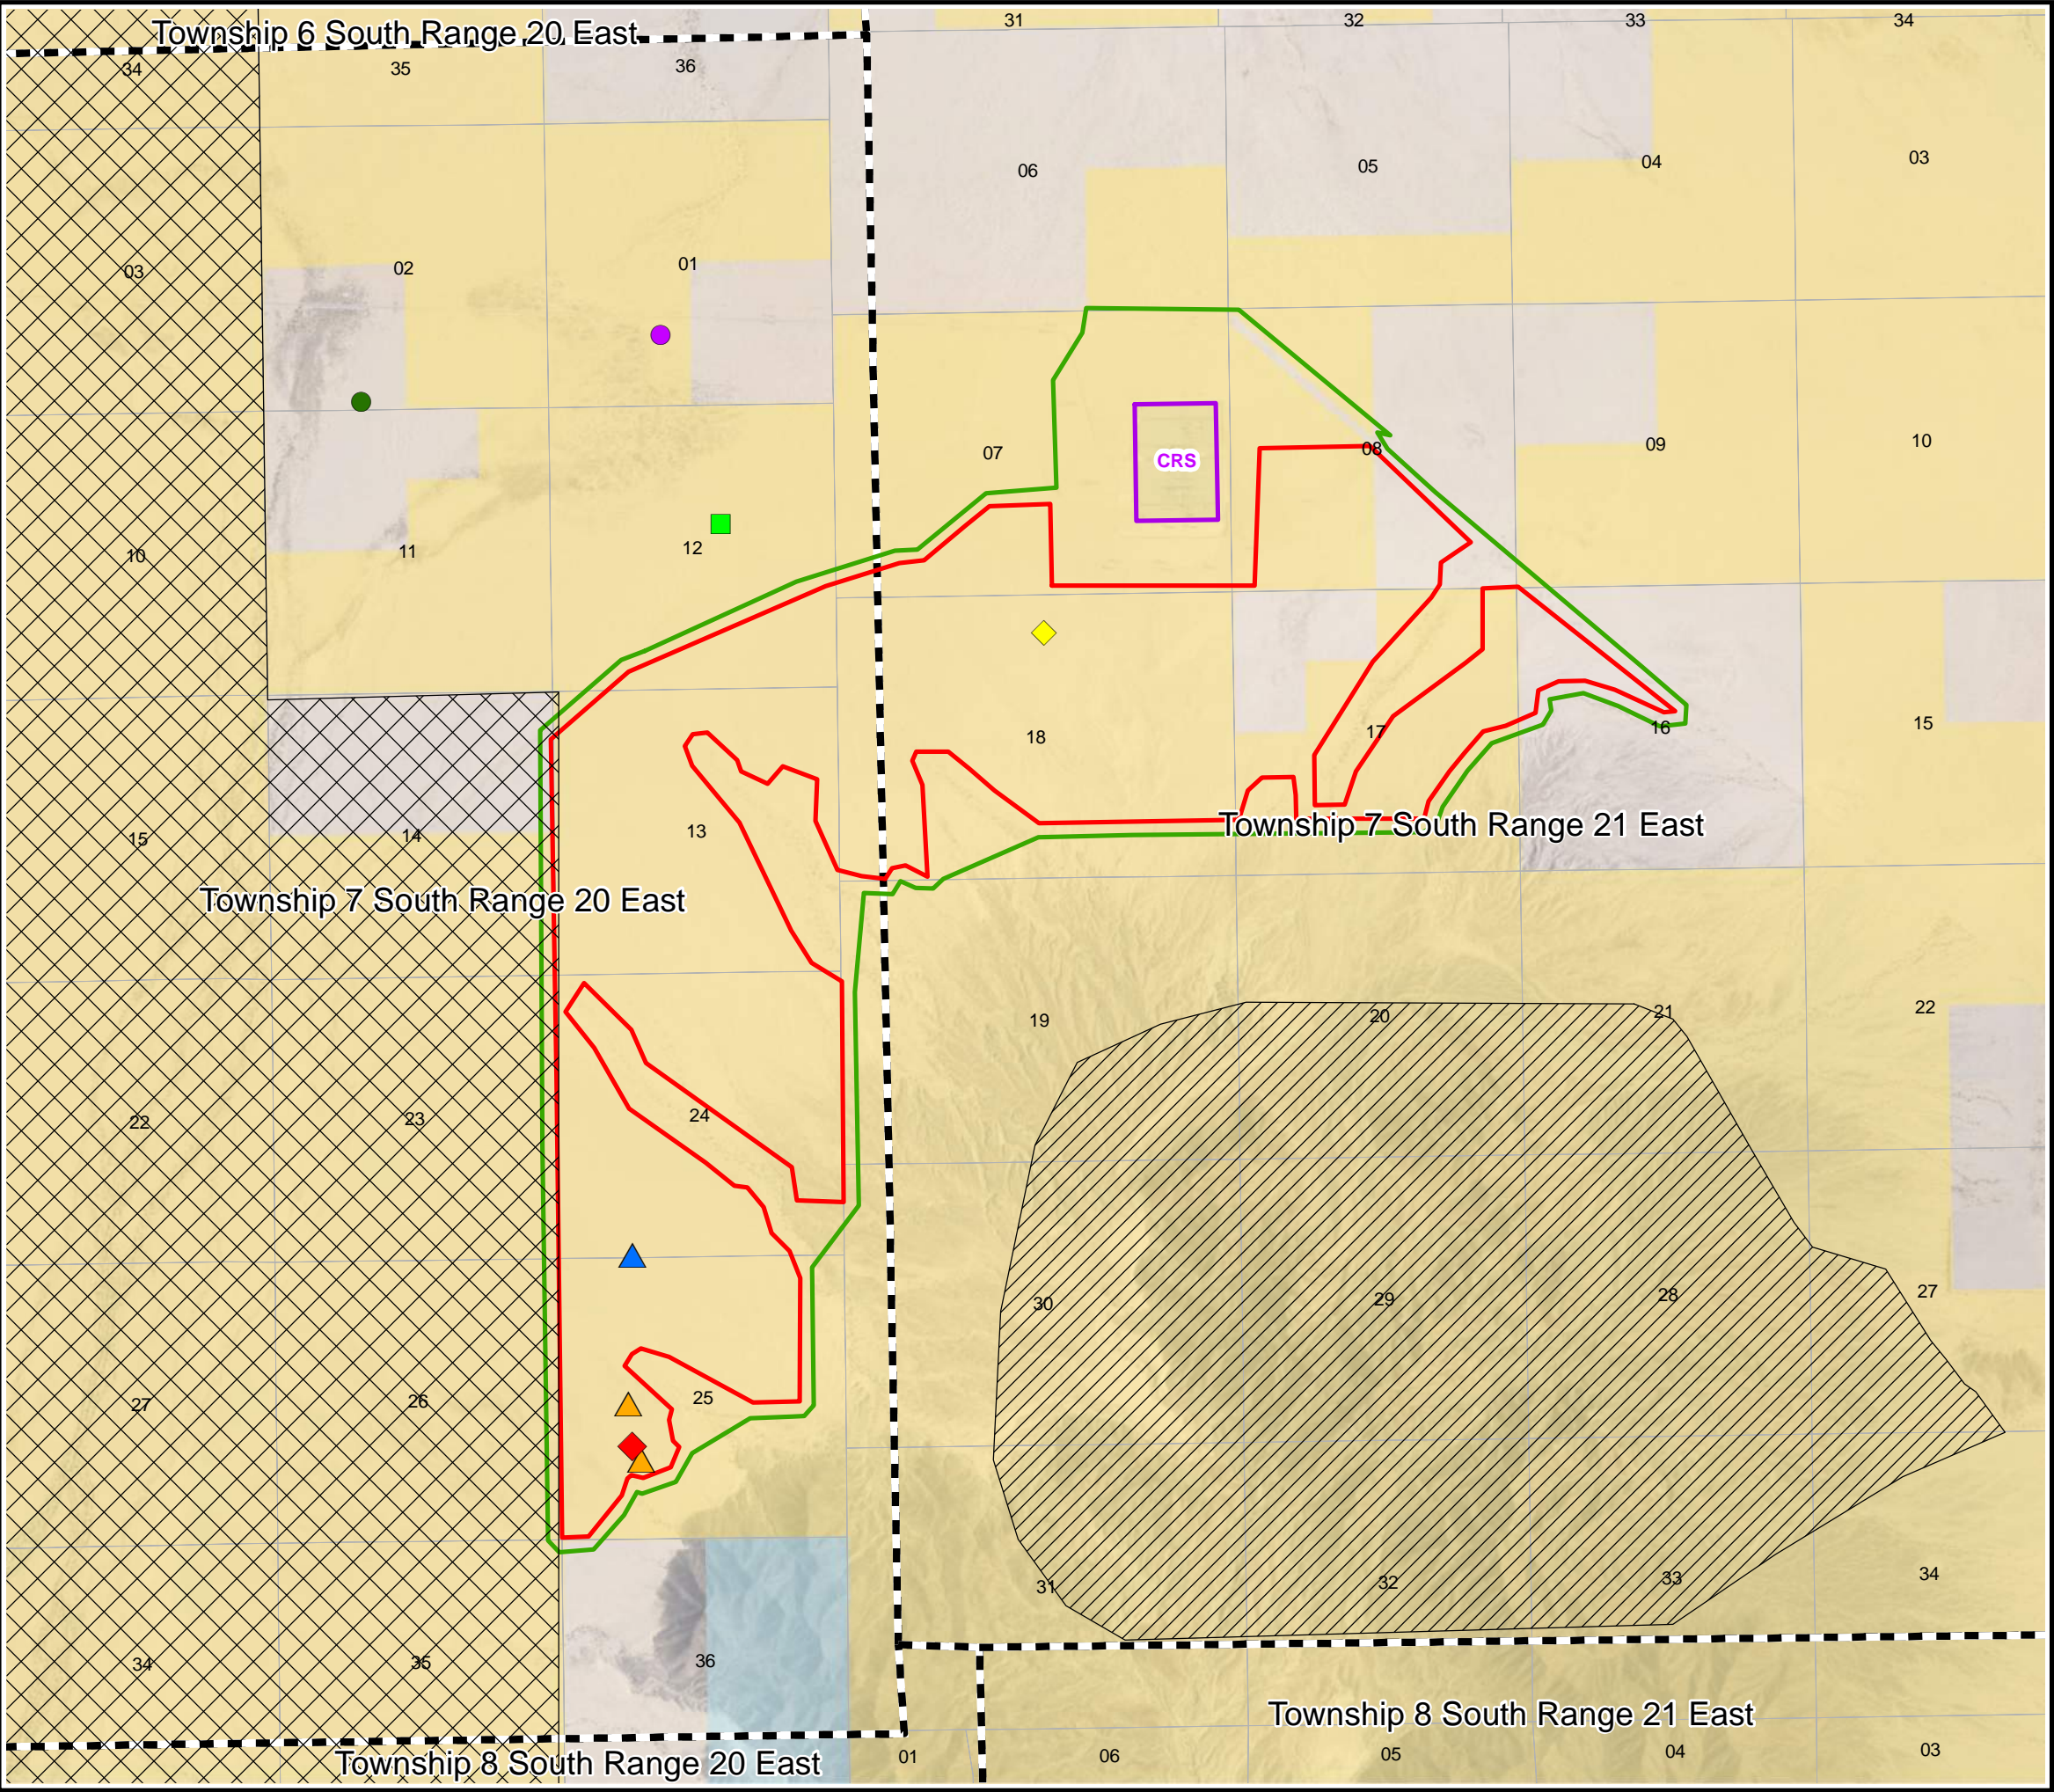 31 32 33 34
Township 6 South Range 20 East
34 35 36
06 05 04 03
03 02 01
07 08 09 10
CRS
10 11 12
18 17 16 15
15 14 13
Township 7 South Range 21 East
Township 7 South Range 20 East
19 20 21 22
22 23 24
30 29 28 27
27 26 25
31 32 33 34
34 35 36
Township 8 South Range 21 East
01 06 05 04 03
Township 8 South Range 20 East